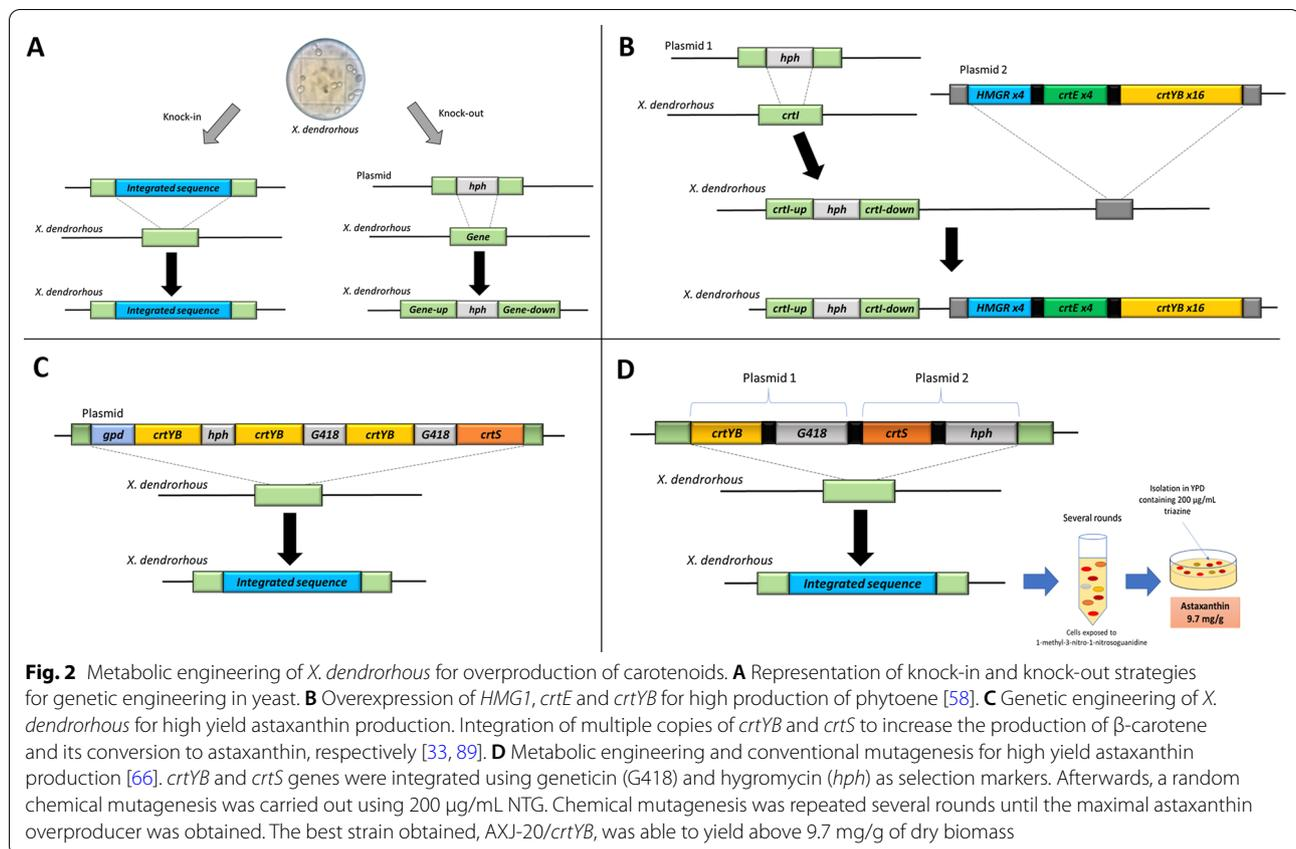 A
X. dendrorhous
Knock-in
Knock-out
Integrated sequence
X. dendrorhous
X. dendrorhous
Integrated sequence
Plasmid
hph
X. dendrorhous
Gene
X. dendrorhous
Gene-up hph Gene-down
B
Plasmid 1
hph
X. dendrorhous
crtI
Plasmid 2
HMGR x4 crtE x4 crtYB x16
X. dendrorhous
crtI-up hph crtI-down
X. dendrorhous
crtI-up hph crtI-down HMGR x4 crtE x4 crtYB x16
C
Plasmid
gpd crtYB hph crtYB G418 crtYB G418 crtS
X. dendrorhous
X. dendrorhous
Integrated sequence
D
Plasmid 1 Plasmid 2
crtYB G418 crtS hph
X. dendrorhous
X. dendrorhous
Integrated sequence
Several rounds
Cells exposed to
1-methyl-3-nitro-1-nitrosoguanidine
Isolation in YPD
containing 200 µg/mL
triazine
Astaxanthin
9.7 mg/g
Fig. 2 Metabolic engineering of X. dendrorhous for overproduction of carotenoids. A Representation of knock-in and knock-out strategies
for genetic engineering in yeast. B Overexpression of HMG1, crtE and crtYB for high production of phytoene [58]. C Genetic engineering of X.
dendrorhous for high yield astaxanthin production. Integration of multiple copies of crtYB and crtS to increase the production of β-carotene
and its conversion to astaxanthin, respectively [33, 89]. D Metabolic engineering and conventional mutagenesis for high yield astaxanthin
production [66]. crtYB and crtS genes were integrated using geneticin (G418) and hygromycin (hph) as selection markers. Afterwards, a random
chemical mutagenesis was carried out using 200 µg/mL NTG. Chemical mutagenesis was repeated several rounds until the maximal astaxanthin
overproducer was obtained. The best strain obtained, AXJ-20/crtYB, was able to yield above 9.7 mg/g of dry biomass